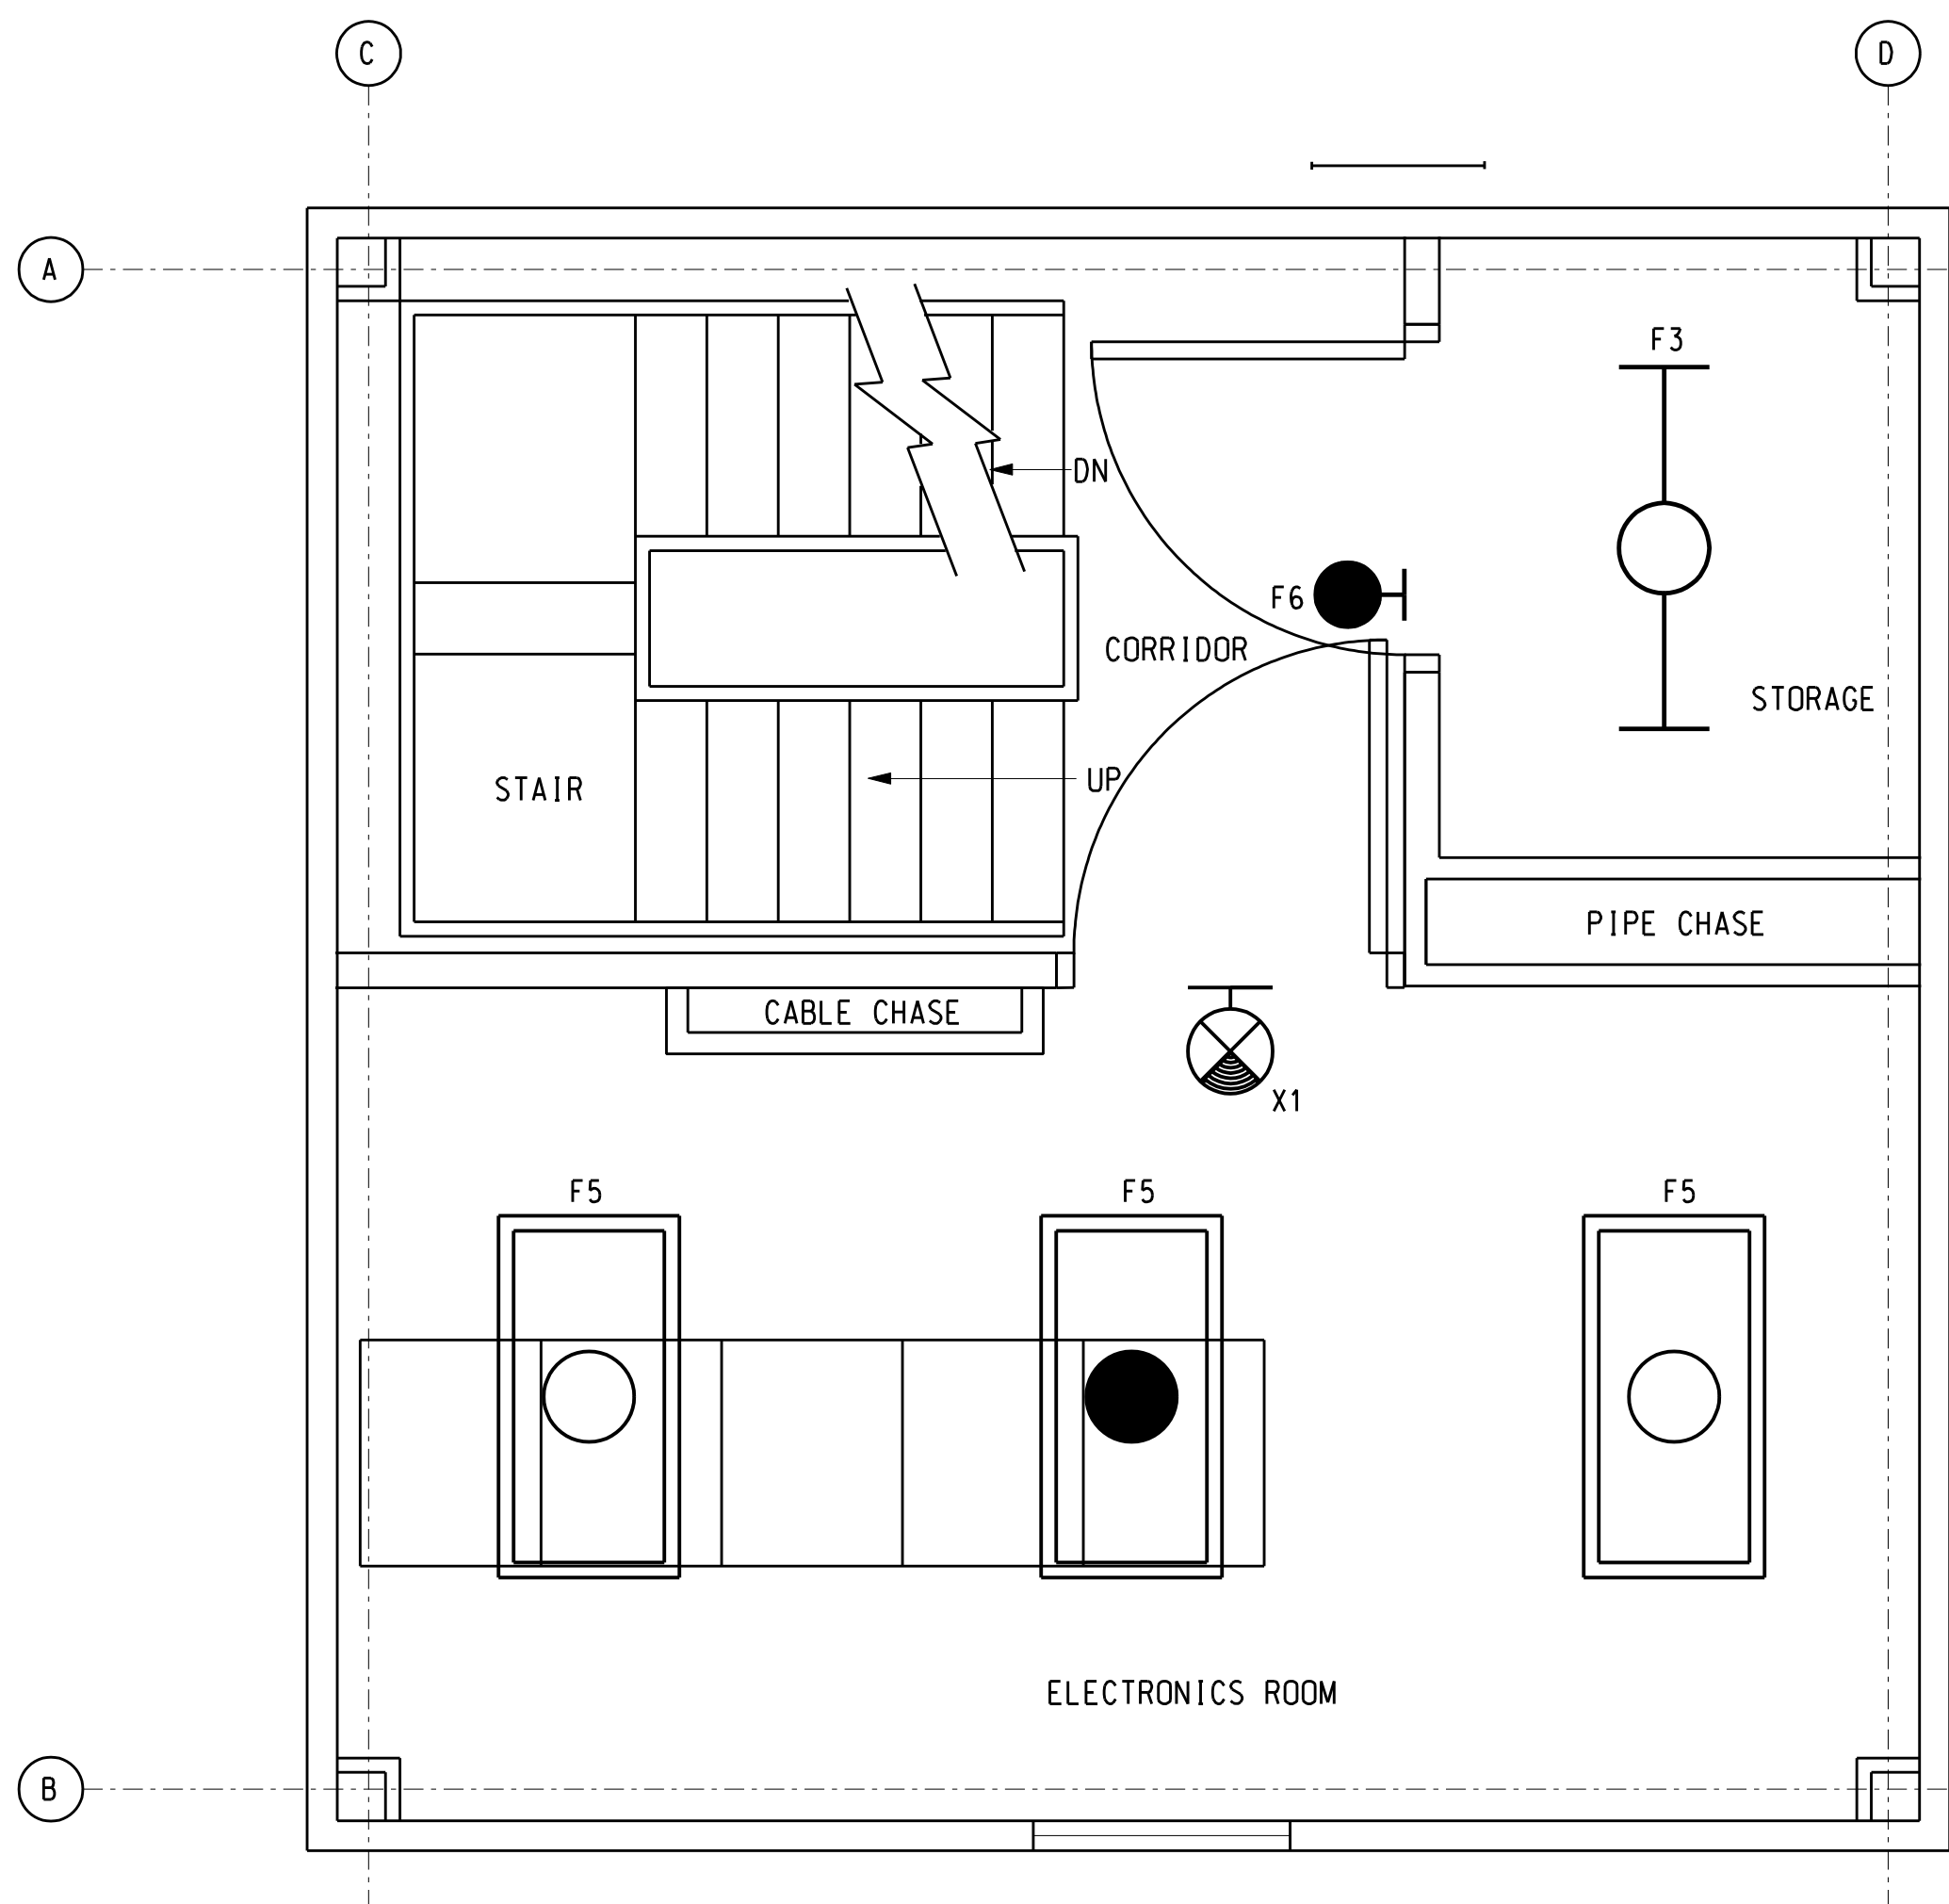 C
D
A
F3
DN
F6
CORRIDOR
STORAGE
UP
STAIR
PIPE CHASE
CABLE CHASE
X1
F5
F5
F5
ELECTRONICS ROOM
B